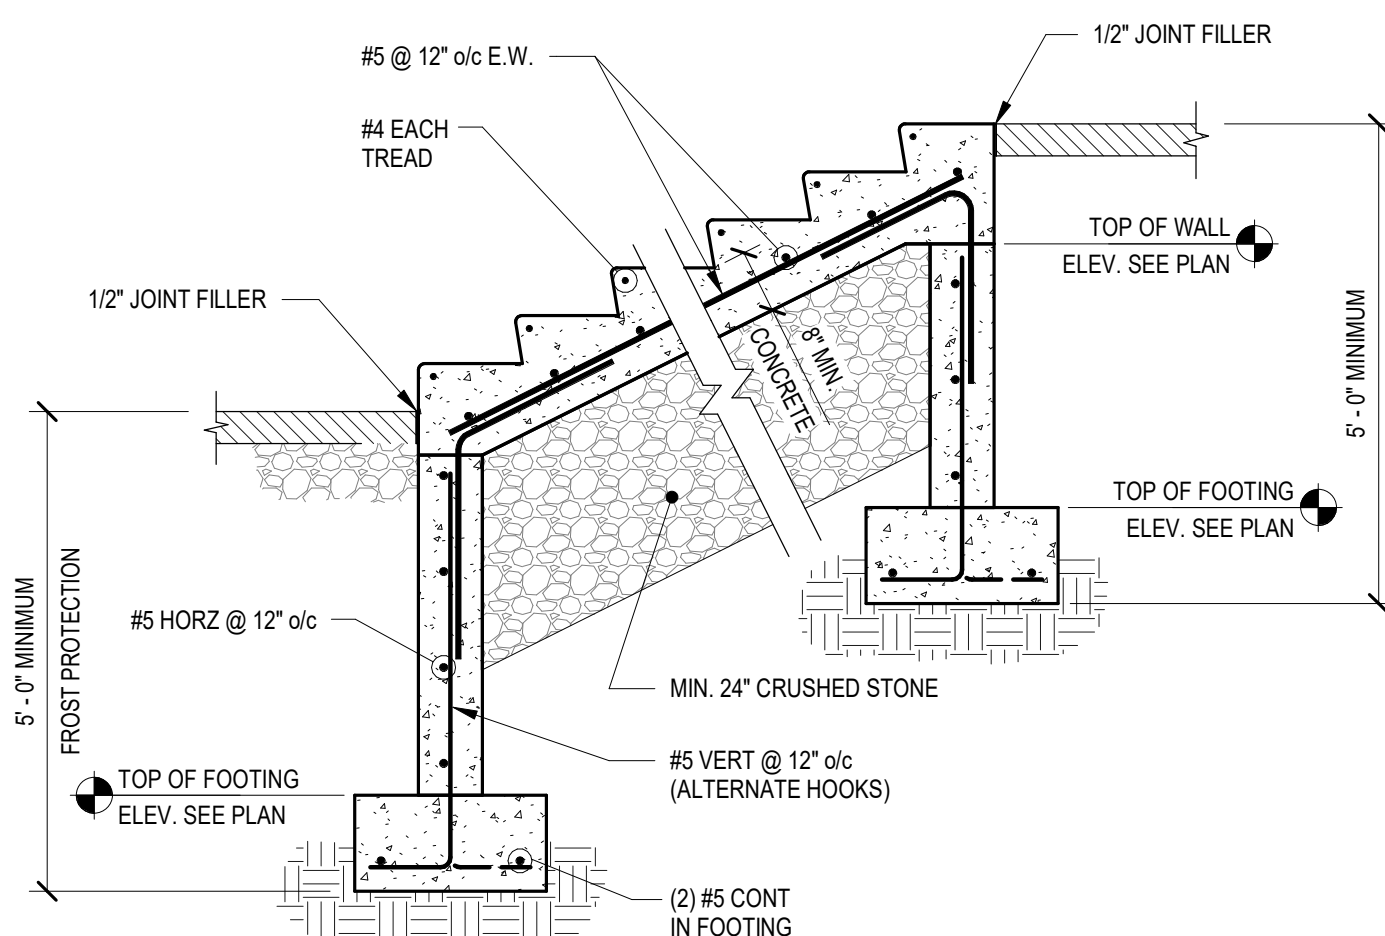 1/2" JOINT FILLER
#5 @ 12" o/c E.W.
#4 EACH
TREAD
TOP OF WALL
ELEV. SEE PLAN
1/2" JOINT FILLER
8" MIN
CONCRETE
5' - 0" MINIMUM
TOP OF FOOTING
ELEV. SEE PLAN
5' - 0" MINIMUM
FROST PROTECTION
#5 HORZ @ 12" o/c
MIN. 24" CRUSHED STONE
#5 VERT @ 12" o/c
(ALTERNATE HOOKS)
TOP OF FOOTING
ELEV. SEE PLAN
(2) #5 CONT
IN FOOTING